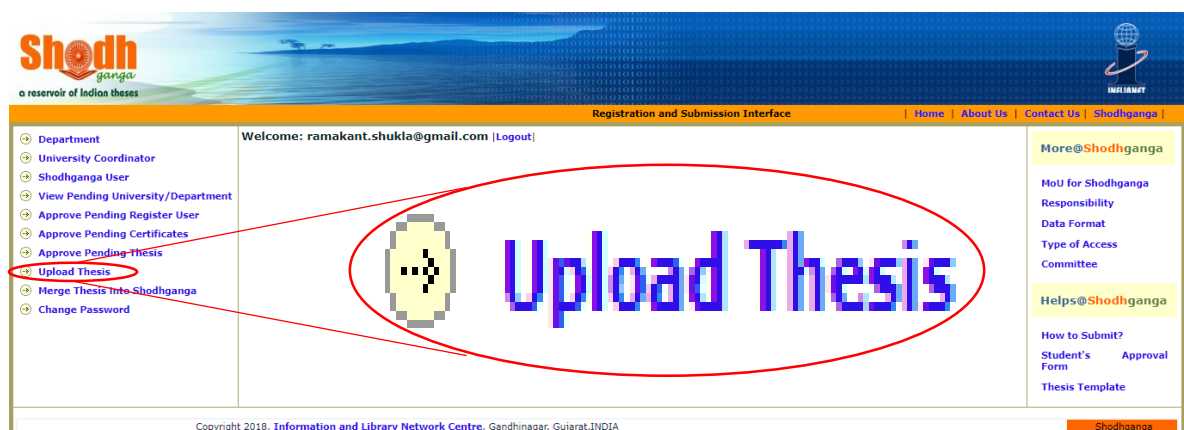 Shodh
ganga
a reservoir of Indian theses
INFLIBNET
Registration and Submission Interface
| Home | About Us | Contact Us | Shodhganga |
Department
University Coordinator
Shodhganga User
View Pending University/Department
Approve Pending Register User
Approve Pending Certificates
Approve Pending Thesis
Upload Thesis
Merge Thesis Into Shodhganga
Change Password
Welcome: ramakant.shukla@gmail.com |Logout|
Upload Thesis
More@Shodhganga
MoU for Shodhganga
Responsibility
Data Format
Type of Access
Committee
Helps@Shodhganga
How to Submit?
Student's Approval
Form
Thesis Template
Copyright 2018, Information and Library Network Centre, Gandhinagar, Gujarat,INDIA
Shodhganga